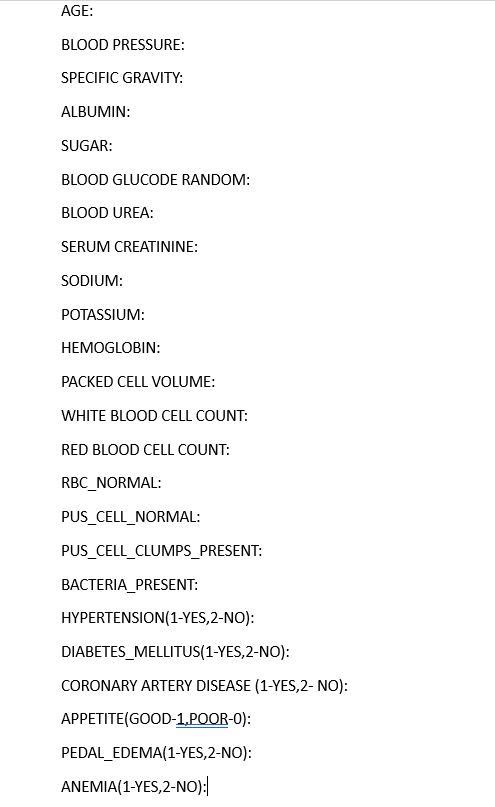 AGE:
BLOOD PRESSURE:
SPECIFIC GRAVITY:
ALBUMIN:
SUGAR:
BLOOD GLUCODE RANDOM:
BLOOD UREA:
SERUM CREATININE:
SODIUM:
POTASSIUM:
HEMOGLOBIN:
PACKED CELL VOLUME:
WHITE BLOOD CELL COUNT:
RED BLOOD CELL COUNT:
RBC_NORMAL:
PUS_CELL_NORMAL:
PUS_CELL_CLUMPS_PRESENT:
BACTERIA_PRESENT:
HYPERTENSION(1-YES,2-NO):
DIABETES_MELLITUS(1-YES,2-NO):
CORONARY ARTERY DISEASE (1-YES,2- NO):
APPETITE(GOOD-1,POOR-0):
PEDAL_EDEMA(1-YES,2-NO):
ANEMIA(1-YES,2-NO):